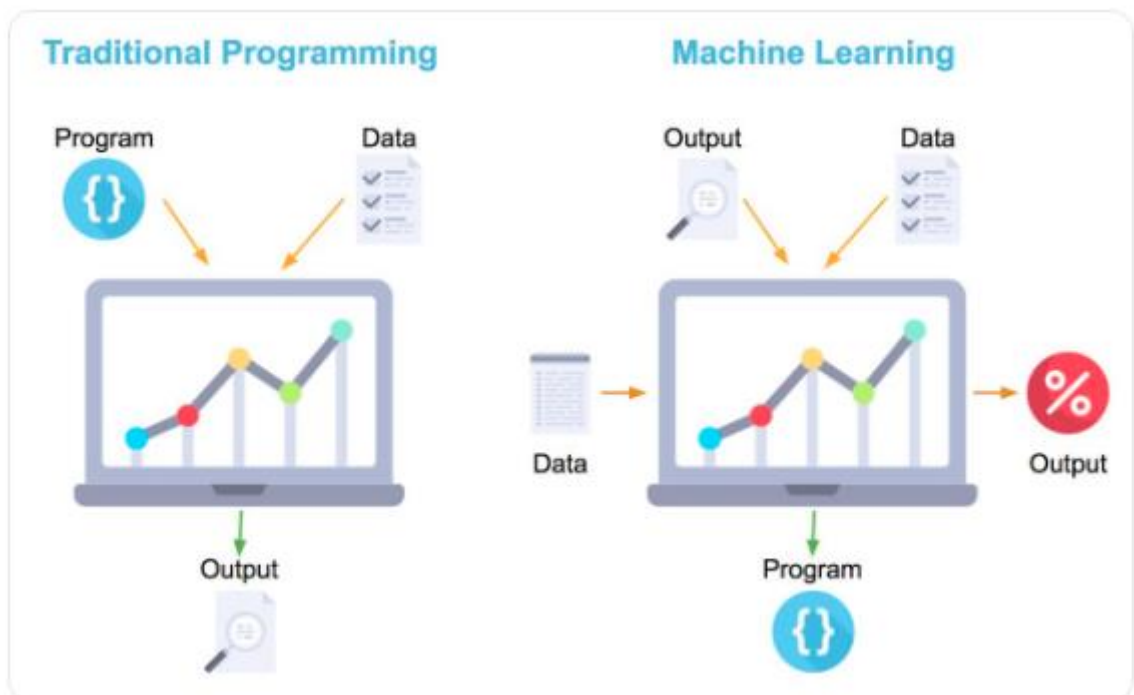 Traditional Programming
Machine Learning
Program
Data
Output
Data
Data
Output
Output
Program
{}
{}
%